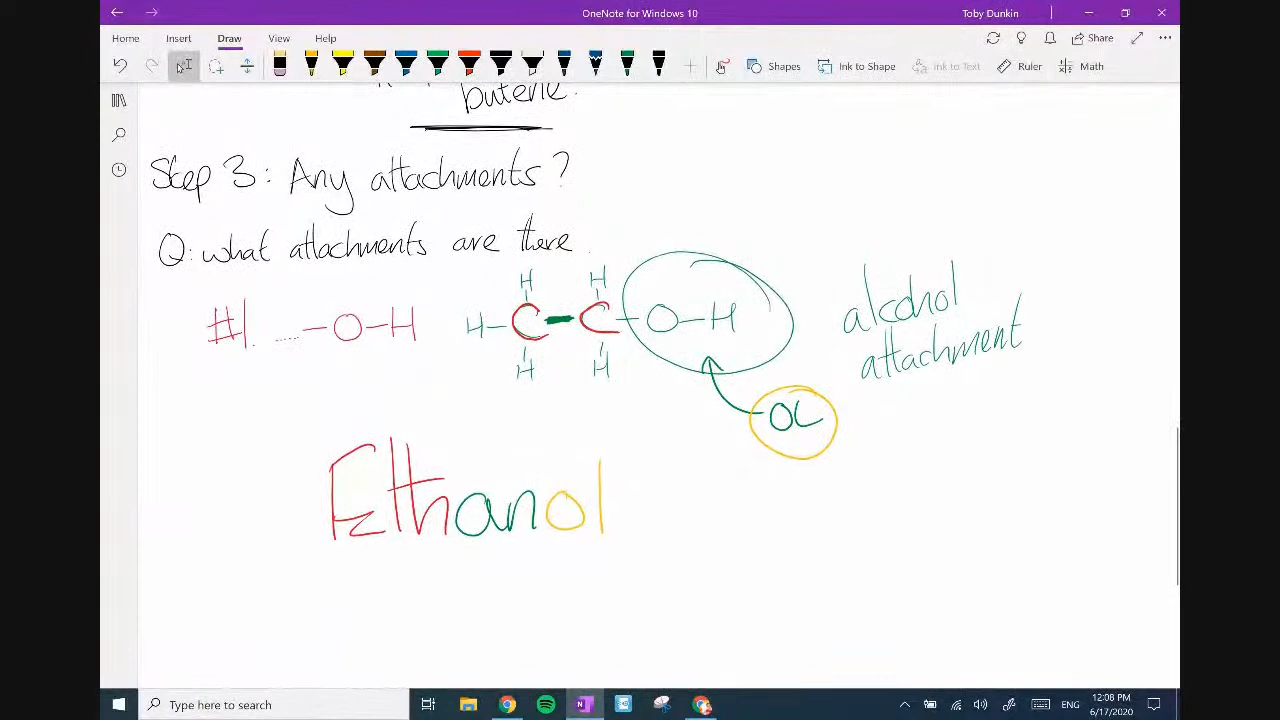 OneNote for Windows 10
Toby Dunkin
Home Insert Draw View Help
Share
Shapes Ink to Shape Ink to Text Ruler Math
butene.
Step 3: Any attachments?
Q: what attachments are there
#1. -O-H
H H
H-C-C-O-H
H H
alcohol
attachment
OL
Ethanol
Type here to search
ENG
12:08 PM
6/17/2020